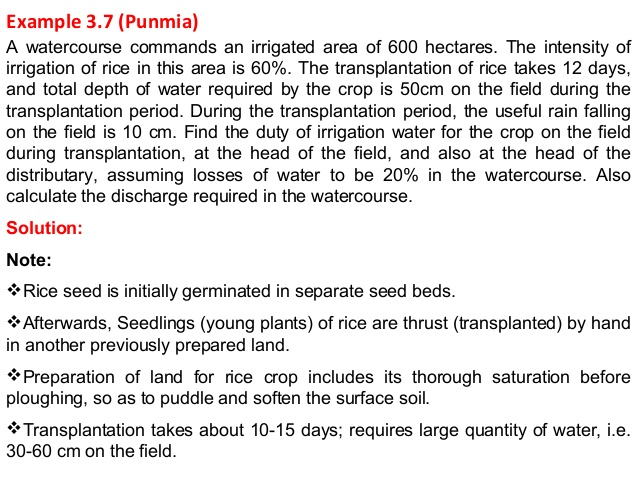 Example 3.7 (Punmia)
A watercourse commands an irrigated area of 600 hectares. The intensity of
irrigation of rice in this area is 60%. The transplantation of rice takes 12 days,
and total depth of water required by the crop is 50cm on the field during the
transplantation period. During the transplantation period, the useful rain falling
on the field is 10 cm. Find the duty of irrigation water for the crop on the field
during transplantation, at the head of the field, and also at the head of the
distributary, assuming losses of water to be 20% in the watercourse. Also
calculate the discharge required in the watercourse.
Solution:
Note:
❖Rice seed is initially germinated in separate seed beds.
❖Afterwards, Seedlings (young plants) of rice are thrust (transplanted) by hand
in another previously prepared land.
❖Preparation of land for rice crop includes its thorough saturation before
ploughing, so as to puddle and soften the surface soil.
❖Transplantation takes about 10-15 days; requires large quantity of water, i.e.
30-60 cm on the field.